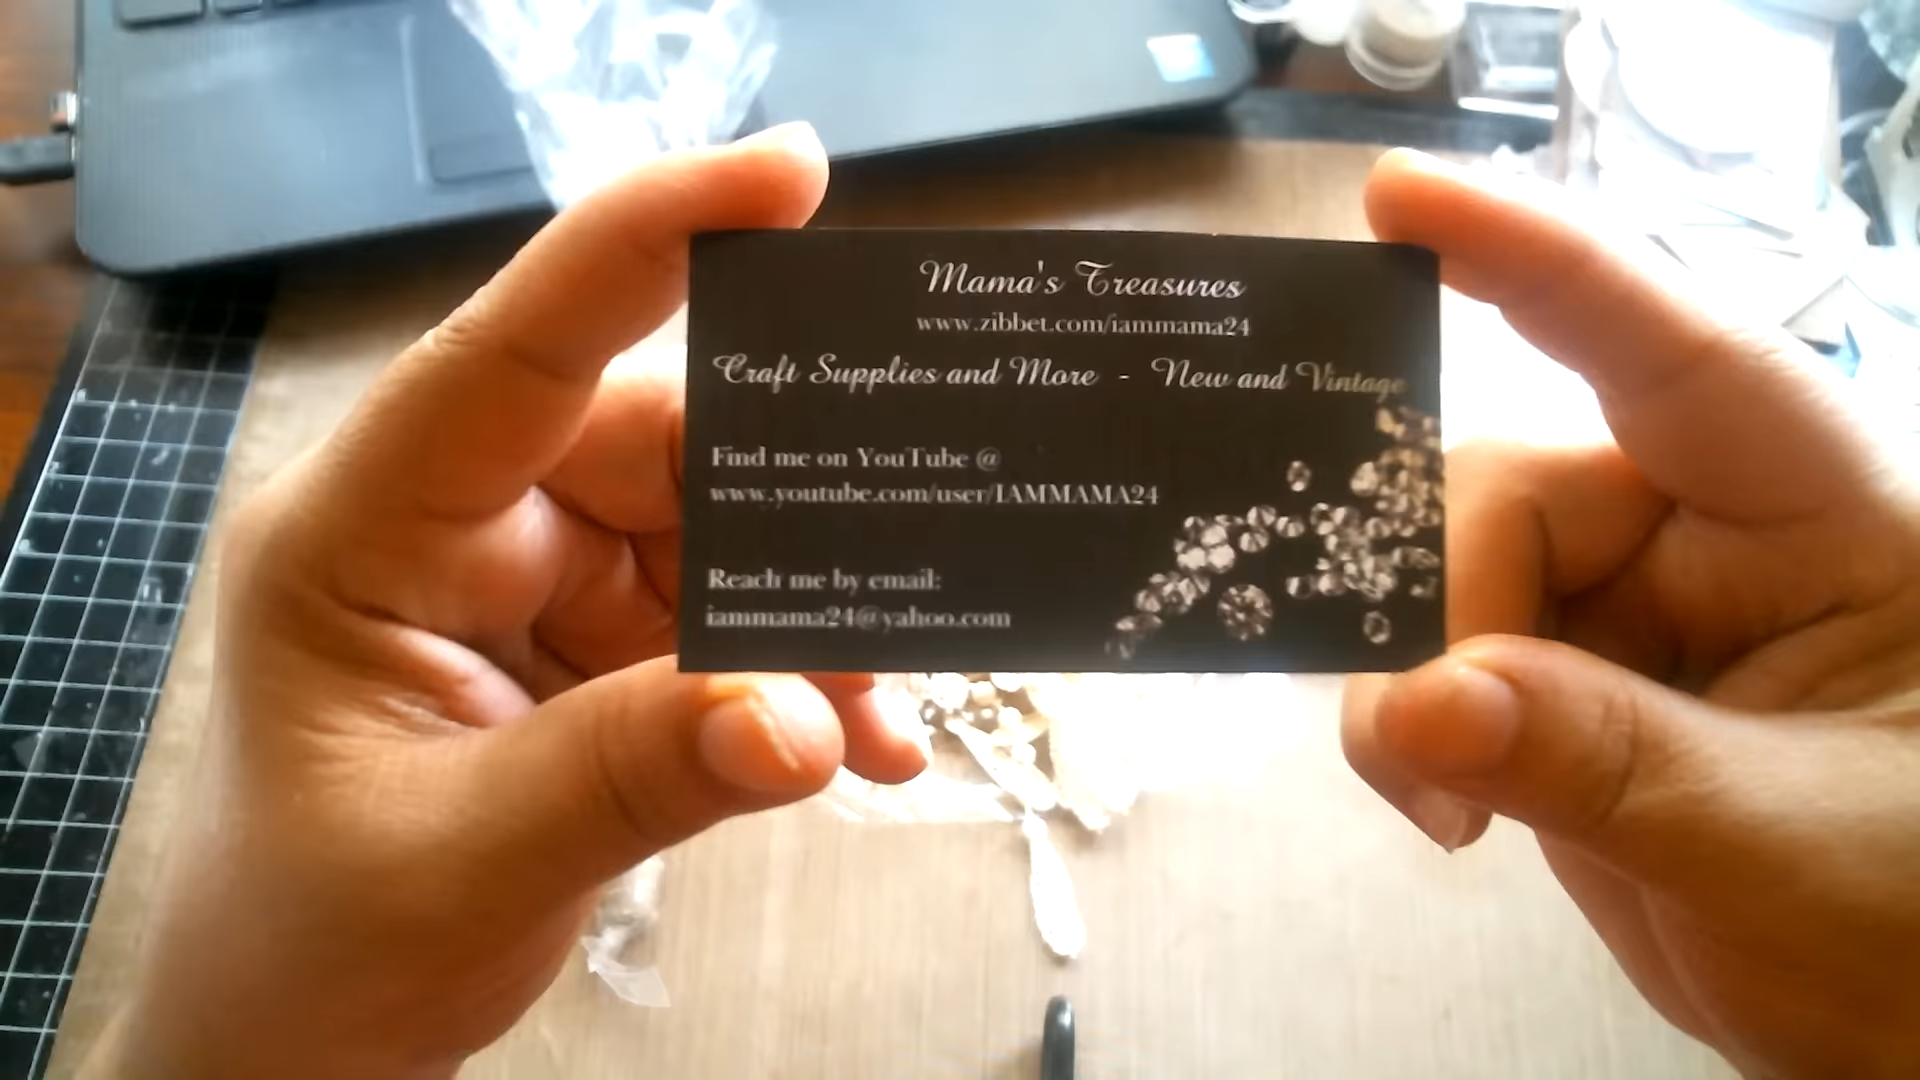 Mama's Treasures
www.zibbet.com/iammama24
Craft Supplies and More - New and Vintage
Find me on YouTube @
www.youtube.com/user/IAMMAMA24
Reach me by email:
iammama24@yahoo.com